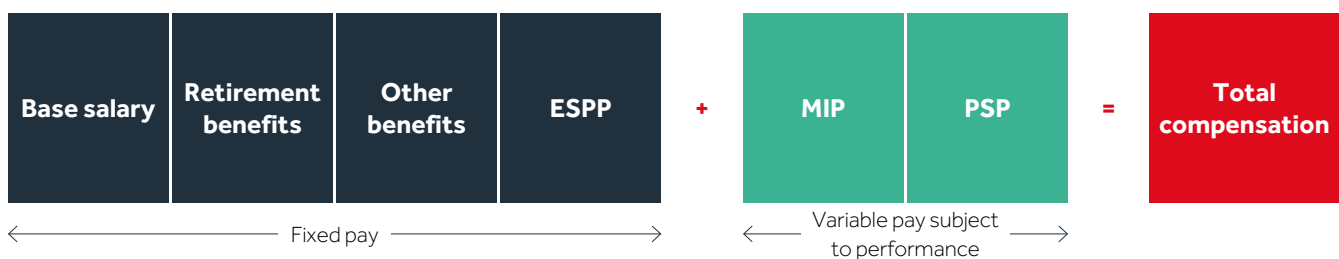 Base salary
Retirement
benefits
Other
benefits
ESPP
+
MIP
PSP
=
Total
compensation
Fixed pay
Variable pay subject
to performance